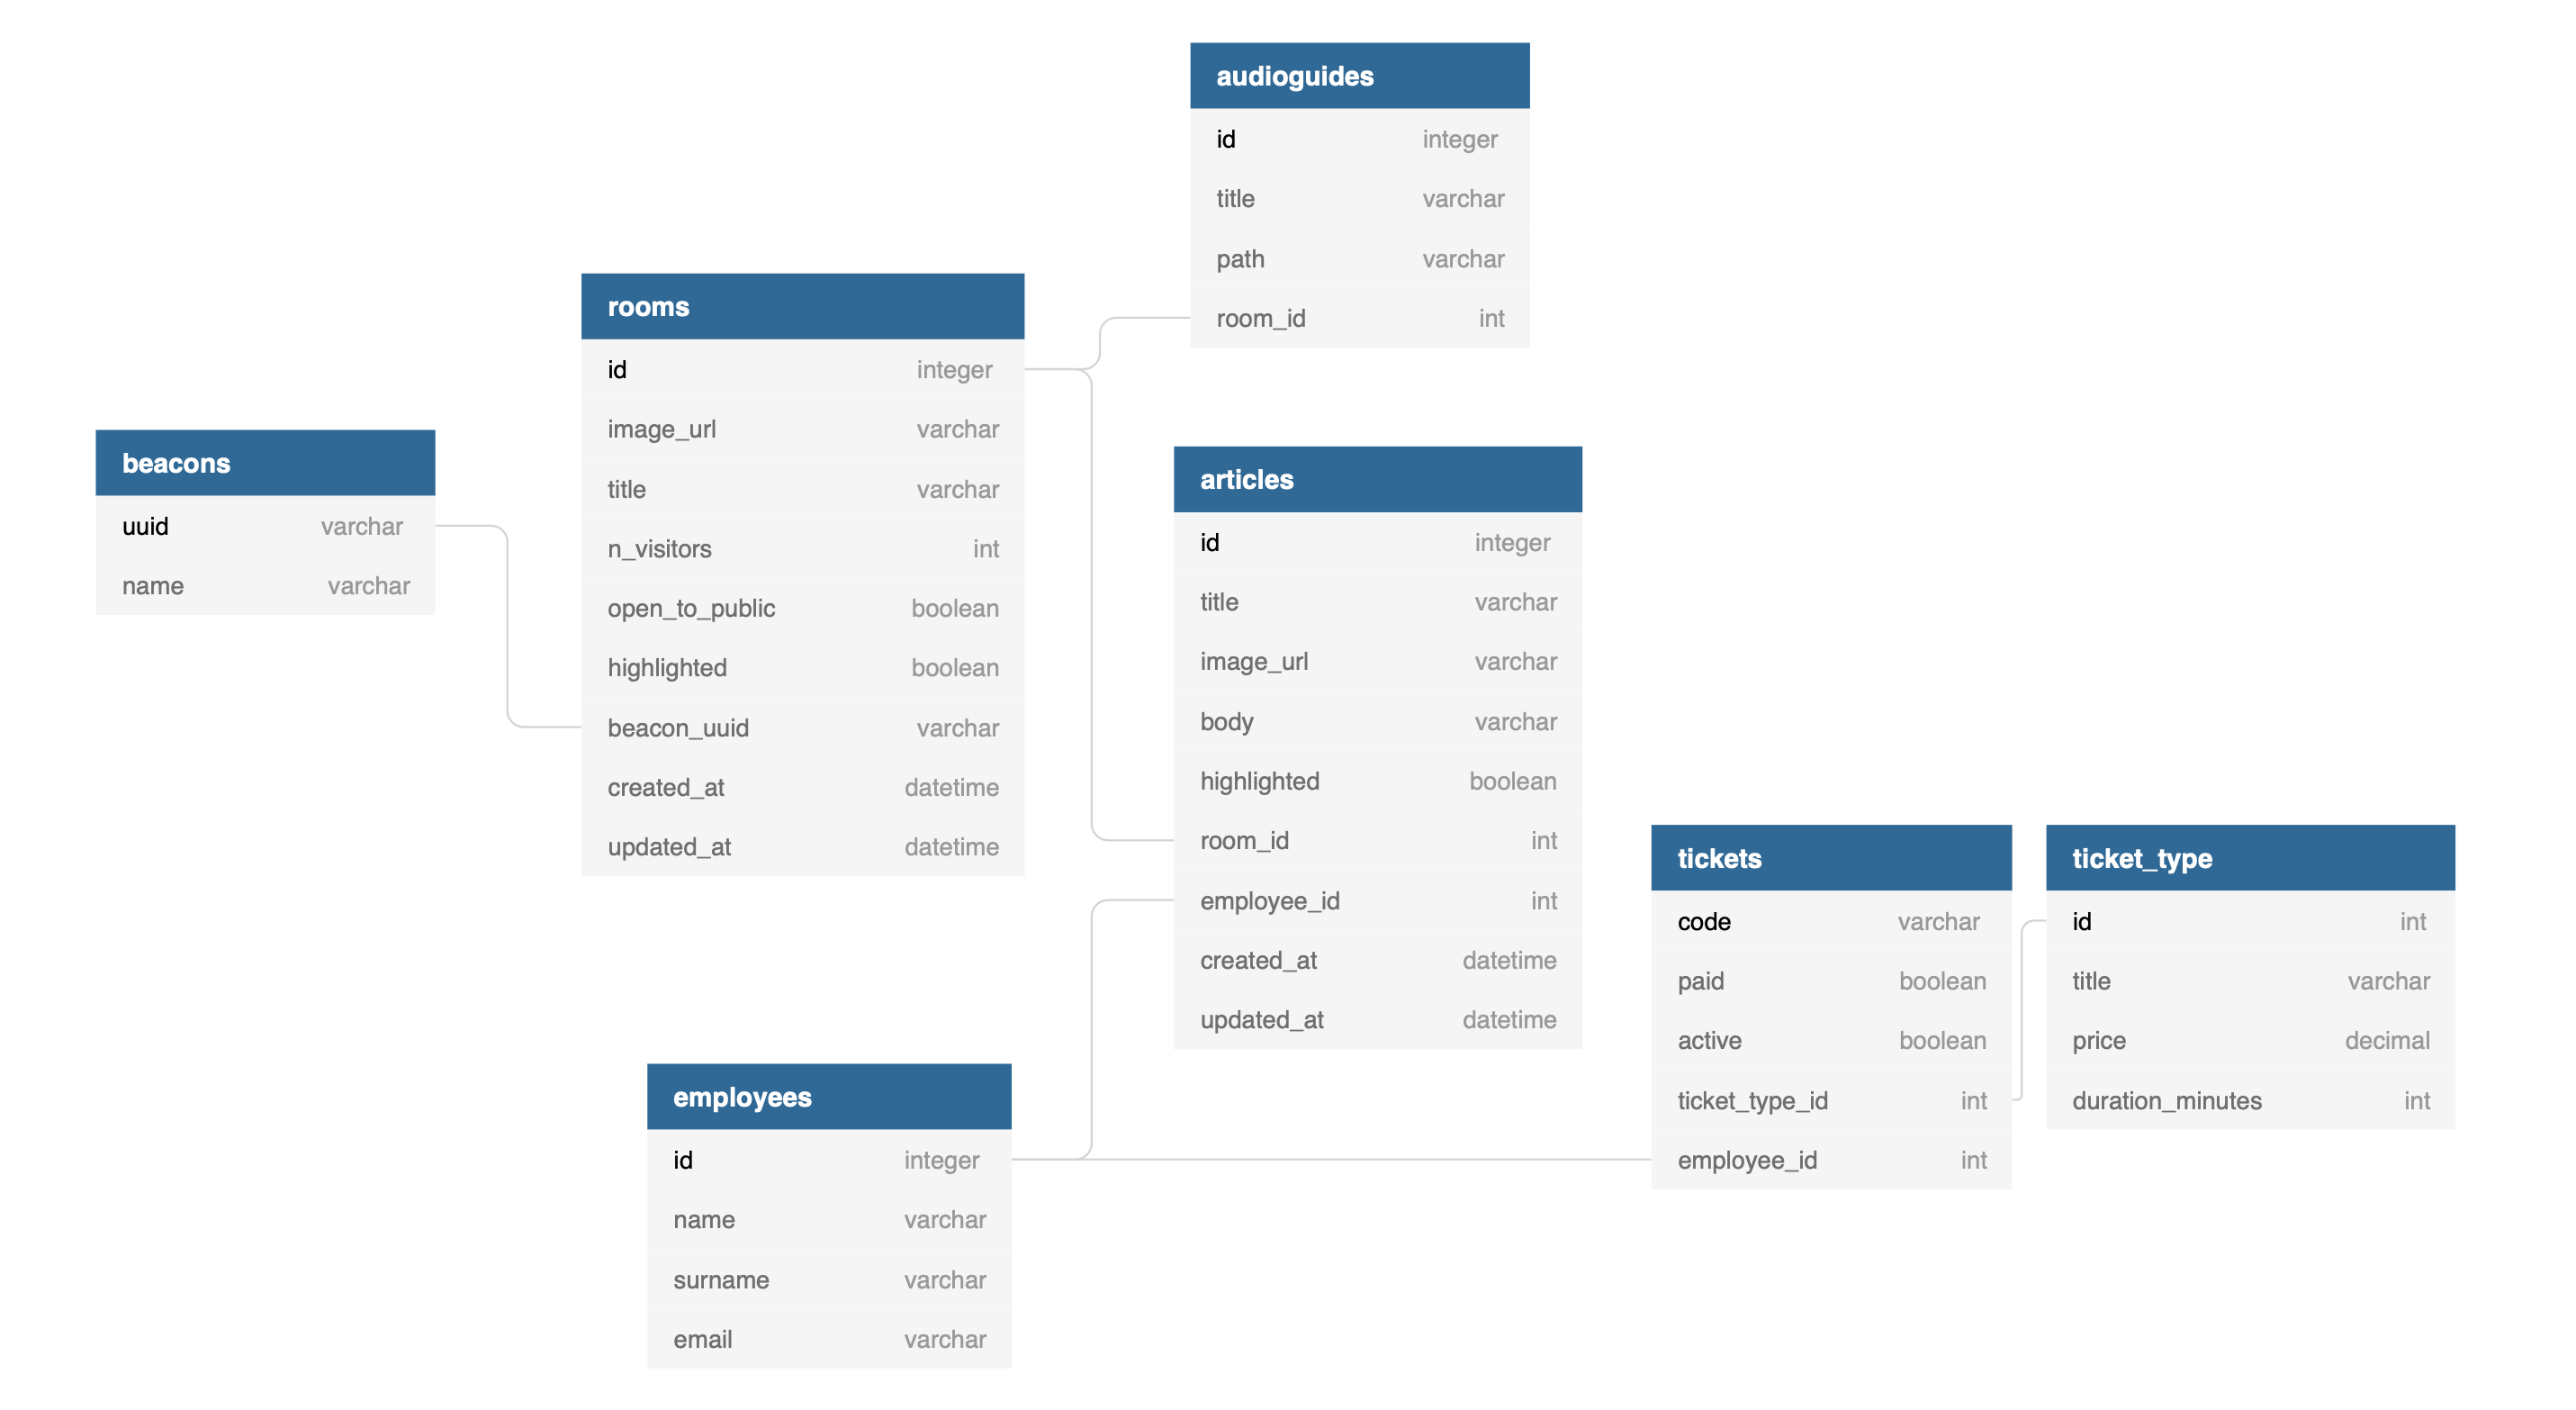 audioguides
id integer
title varchar
path varchar
room_id int
rooms
id integer
image_url varchar
title varchar
n_visitors int
open_to_public boolean
highlighted boolean
beacon_uuid varchar
created_at datetime
updated_at datetime
beacons
uuid varchar
name varchar
articles
id integer
title varchar
image_url varchar
body varchar
highlighted boolean
room_id int
employee_id int
created_at datetime
updated_at datetime
tickets
code varchar
paid boolean
active boolean
ticket_type_id int
employee_id int
ticket_type
id int
title varchar
price decimal
duration_minutes int
employees
id integer
name varchar
surname varchar
email varchar